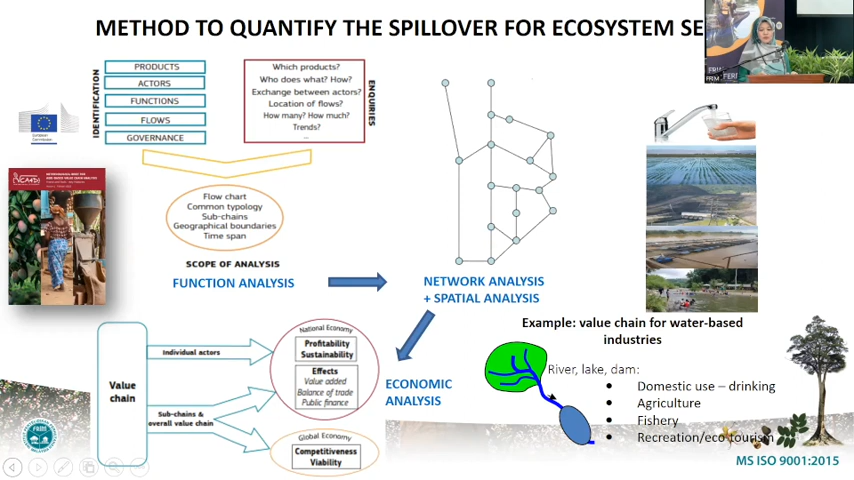 METHOD TO QUANTIFY THE SPILLOVER FOR ECOSYSTEM SE
IDENTIFICATION
PRODUCTS
ACTORS
FUNCTIONS
FLOWS
GOVERNANCE
Which products?
Who does what? How?
Exchange between actors?
Location of flows?
How many? How much?
Trends?
...
ENQUIRIES
European
Commission
VCA4D
Flow chart
Common typology
Sub-chains
Geographical boundaries
Time span
SCOPE OF ANALYSIS
FUNCTION ANALYSIS
NETWORK ANALYSIS
+ SPATIAL ANALYSIS
Value
chain
Individual actors
Sub-chains &
overall value chain
National Economy
Profitability
Sustainability
Effects
Value added
Balance of trade
Public finance
Global Economy
Competitiveness
Viability
ECONOMIC
ANALYSIS
Example: value chain for water-based
industries
River, lake, dam:
• Domestic use – drinking
• Agriculture
• Fishery
• Recreation/eco tourism
FRIM
MS ISO 9001:2015